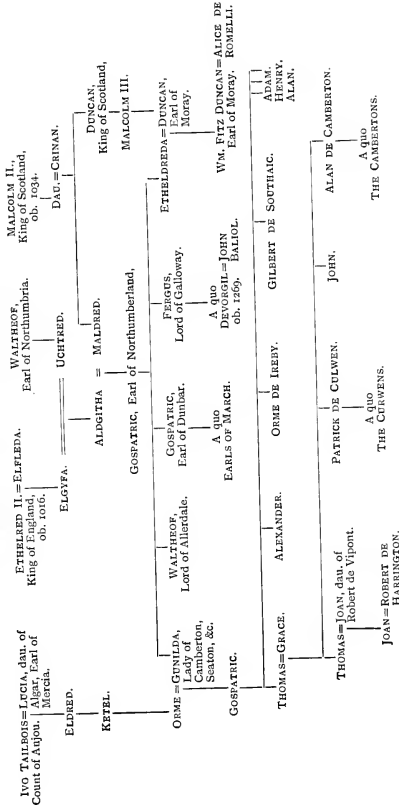 IVO TAILBOIS=LUCIA, dau. of
Count of Anjou. Algar, Earl of
Mercia.
ETHELRED II.=ELFLEDA.
King of England,
ob. 1016.
WALTHEOF,
Earl of Northumbria.
MALCOLM II.,
King of Scotland,
ob. 1034.
ELDRED.
ELGYFA. UCHTRED.
DAU.=CRINAN.
KETEL.
ALDGITHA = MALDRED.
DUNCAN,
King of Scotland,
MALCOLM III.
GOSPATRIC, Earl of Northumberland,
ORME=GUNILDA,
Lady of
Camberton,
Seaton, &c.
WALTHEOF,
Lord of Allerdale.
GOSPATRIC,
Earl of Dunbar.
A quo
EARLS OF MARCH.
FERGUS,
Lord of Galloway.
A quo
DEVORGIL=JOHN
ob. 1269. BALIOL.
ETHELDREDA=DUNCAN,
Earl of
Moray.
WM. FITZ DUNCAN=ALICE DE
Earl of Moray. ROMELLI.
GOSPATRIC.
THOMAS=GRACE.
ALEXANDER.
ORME DE IREBY.
GILBERT DE SOUTHAIC.
ADAM.
HENRY.
ALAN.
THOMAS=JOAN, dau. of
Robert de Vipont.
PATRICK DE CULWEN.
A quo
THE CURWENS.
JOHN.
ALAN DE CAMBERTON.
A quo
THE CAMBERTONS.
JOAN=ROBERT DE
HARRINGTON.